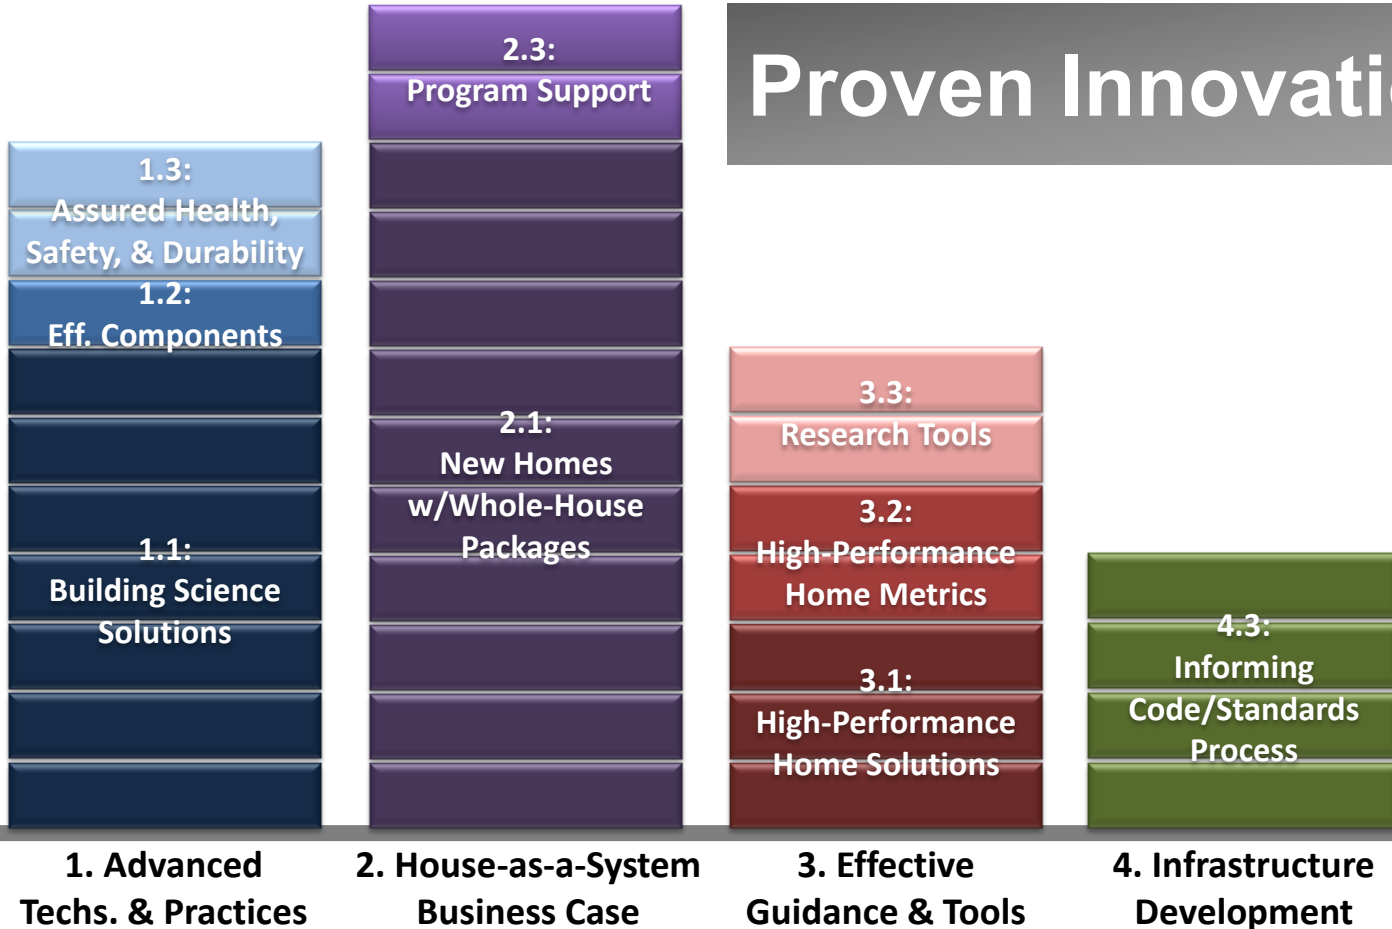 Proven Innovati
2.3:
Program Support
1.3:
Assured Health,
Safety, & Durability
1.2:
Eff. Components
1.1:
Building Science
Solutions
2.1:
New Homes
w/Whole-House
Packages
3.3:
Research Tools
3.2:
High-Performance
Home Metrics
3.1:
High-Performance
Home Solutions
4.3:
Informing
Code/Standards
Process
1. Advanced
Techs. & Practices
2. House-as-a-System
Business Case
3. Effective
Guidance & Tools
4. Infrastructure
Development